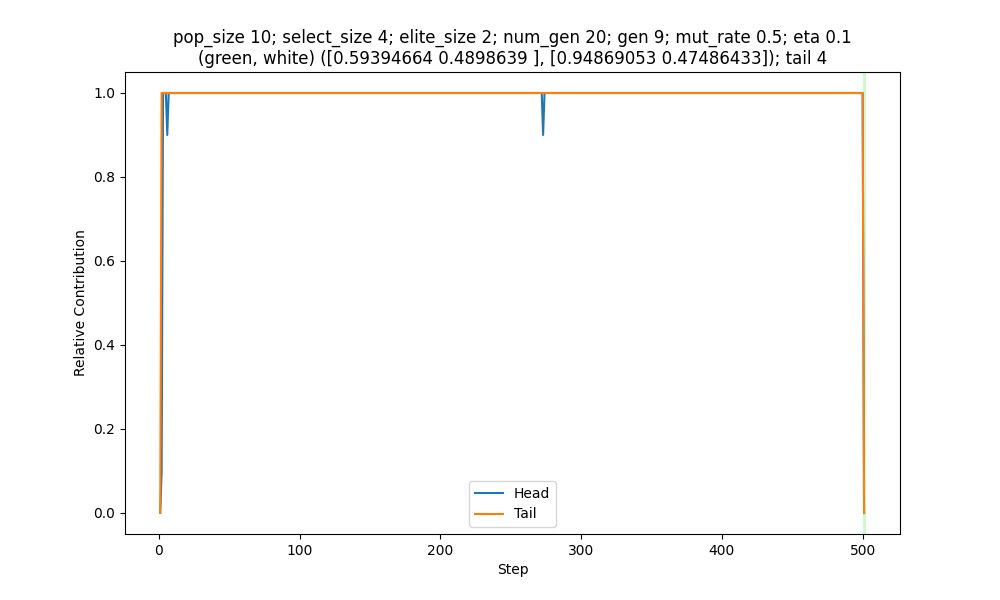 pop_size 10; select_size 4; elite_size 2; num_gen 20; gen 9; mut_rate 0.5; eta 0.1
(green, white) ([0.59394664 0.4898639 ], [0.94869053 0.47486433]); tail 4
1.0
0.8
0.6
0.4
0.2
0.0
Relative Contribution
Head
Tail
0
100
200
300
400
500
Step